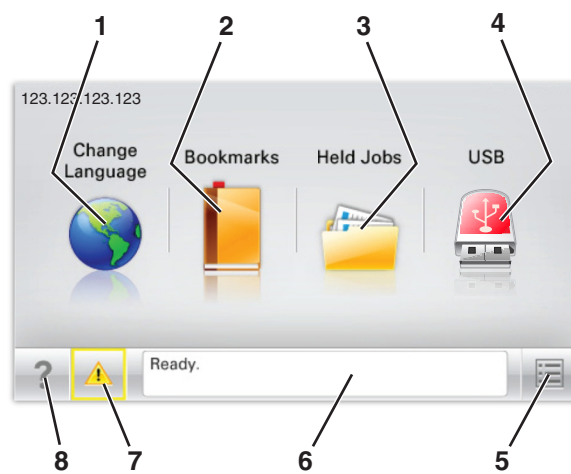 1 2 3 4
123.123.123.123
Change
Language
Bookmarks
Held Jobs
USB
?
Ready.
8 7 6 5